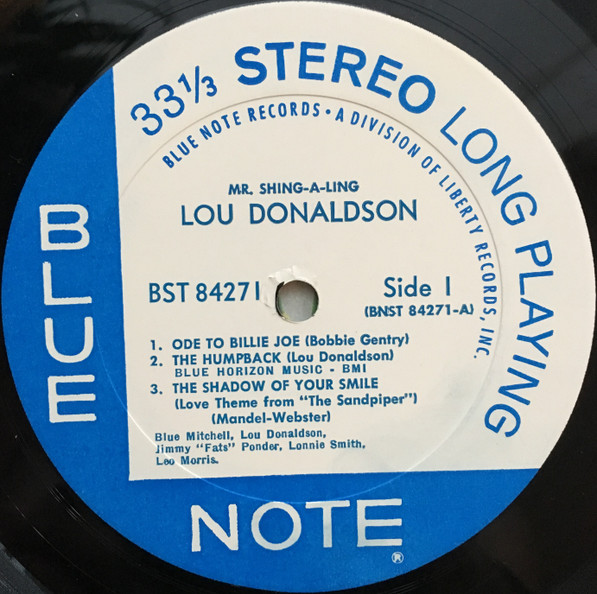 33⅓ STEREO LONG PLAYING
BLUE NOTE RECORDS • A DIVISION OF LIBERTY RECORDS, INC.
MR. SHING-A-LING
LOU DONALDSON
BST 84271
Side 1
(BNST 84271-A)
1. ODE TO BILLIE JOE (Bobbie Gentry)
2. THE HUMPBACK (Lou Donaldson)
BLUE HORIZON MUSIC - BMI
3. THE SHADOW OF YOUR SMILE
(Love Theme from "The Sandpiper")
(Mandel-Webster)
Blue Mitchell, Lou Donaldson,
Jimmy "Fats" Ponder, Lonnie Smith,
Leo Morris.
BLUE
NOTE®